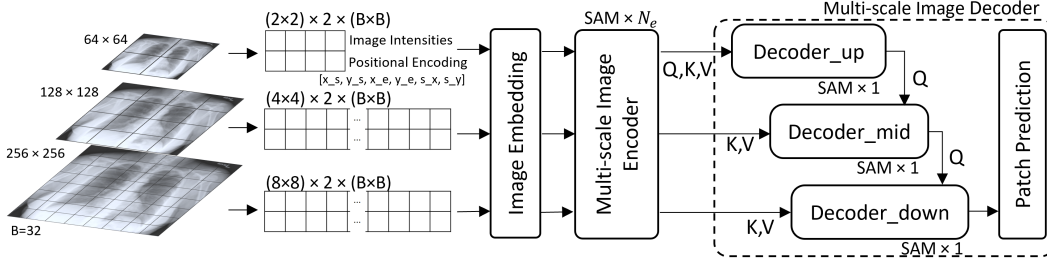 64 × 64
(2×2) × 2 × (B×B)
Image Intensities
Positional Encoding
[x_s, y_s, x_e, y_e, s_x, s_y]
128 × 128
(4×4) × 2 × (B×B)
...
...
256 × 256
(8×8) × 2 × (B×B)
...
...
B=32
Image Embedding
SAM × Nₑ
Multi-scale Image
Encoder
Q,K,V
K,V
K,V
Multi-scale Image Decoder
Decoder_up
SAM × 1
Q
Decoder_mid
SAM × 1
Q
Decoder_down
SAM × 1
Patch Prediction